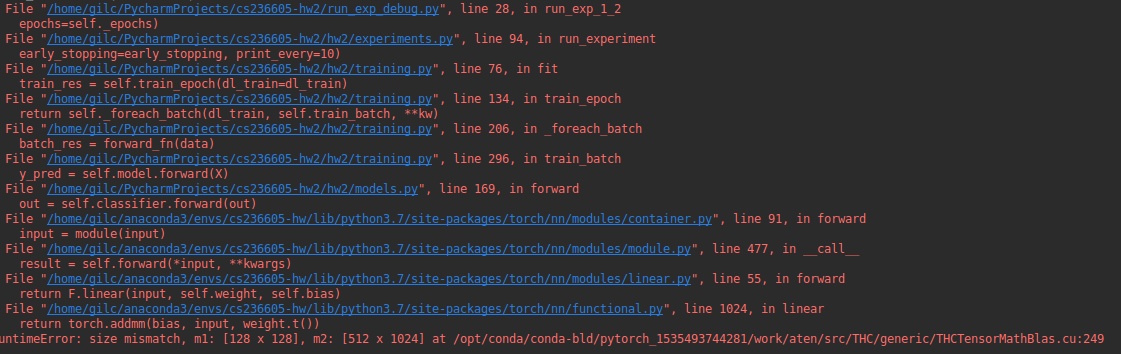 File "/home/gilc/PycharmProjects/cs236605-hw2/run_exp_debug.py", line 28, in run_exp_1_2
epochs=self._epochs)
File "/home/gilc/PycharmProjects/cs236605-hw2/hw2/experiments.py", line 94, in run_experiment
early_stopping=early_stopping, print_every=10)
File "/home/gilc/PycharmProjects/cs236605-hw2/hw2/training.py", line 76, in fit
train_res = self.train_epoch(dl_train=dl_train)
File "/home/gilc/PycharmProjects/cs236605-hw2/hw2/training.py", line 134, in train_epoch
return self._foreach_batch(dl_train, self.train_batch, **kw)
File "/home/gilc/PycharmProjects/cs236605-hw2/hw2/training.py", line 206, in _foreach_batch
batch_res = forward_fn(data)
File "/home/gilc/PycharmProjects/cs236605-hw2/hw2/training.py", line 296, in train_batch
y_pred = self.model.forward(X)
File "/home/gilc/PycharmProjects/cs236605-hw2/hw2/models.py", line 169, in forward
out = self.classifier.forward(out)
File "/home/gilc/anaconda3/envs/cs236605-hw/lib/python3.7/site-packages/torch/nn/modules/container.py", line 91, in forward
input = module(input)
File "/home/gilc/anaconda3/envs/cs236605-hw/lib/python3.7/site-packages/torch/nn/modules/module.py", line 477, in __call__
result = self.forward(*input, **kwargs)
File "/home/gilc/anaconda3/envs/cs236605-hw/lib/python3.7/site-packages/torch/nn/modules/linear.py", line 55, in forward
return F.linear(input, self.weight, self.bias)
File "/home/gilc/anaconda3/envs/cs236605-hw/lib/python3.7/site-packages/torch/nn/functional.py", line 1024, in linear
return torch.addmm(bias, input, weight.t())
untimeError: size mismatch, m1: [128 x 128], m2: [512 x 1024] at /opt/conda/conda-bld/pytorch_1535493744281/work/aten/src/THC/generic/THCTensorMathBlas.cu:249